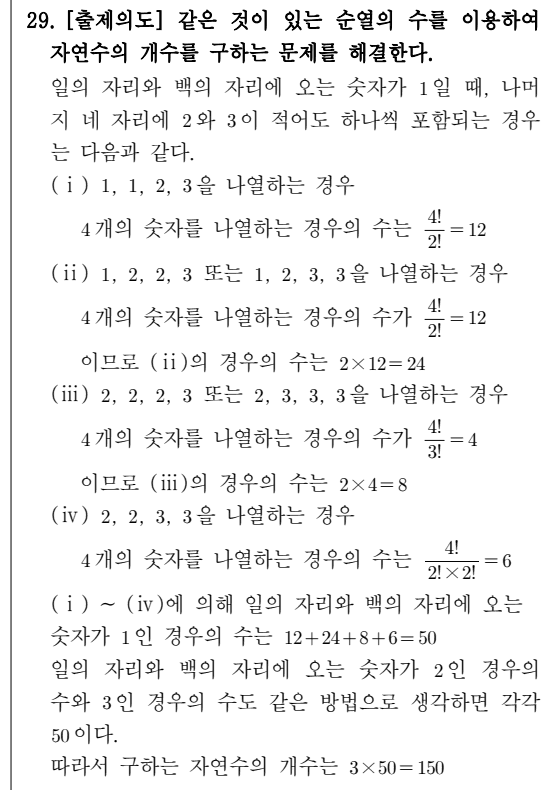 29. [출제의도] 같은 것이 있는 순열의 수를 이용하여
자연수의 개수를 구하는 문제를 해결한다.
일의 자리와 백의 자리에 오는 숫자가 1일 때, 나머
지 네 자리에 2와 3이 적어도 하나씩 포함되는 경우
는 다음과 같다.
(ⅰ) 1, 1, 2, 3을 나열하는 경우
4개의 숫자를 나열하는 경우의 수는 4!/2! = 12
(ⅱ) 1, 2, 2, 3 또는 1, 2, 3, 3을 나열하는 경우
4개의 숫자를 나열하는 경우의 수가 4!/2! = 12
이므로 (ⅱ)의 경우의 수는 2×12=24
(ⅲ) 2, 2, 2, 3 또는 2, 3, 3, 3을 나열하는 경우
4개의 숫자를 나열하는 경우의 수가 4!/3! = 4
이므로 (ⅲ)의 경우의 수는 2×4=8
(ⅳ) 2, 2, 3, 3을 나열하는 경우
4개의 숫자를 나열하는 경우의 수는 4!/(2!×2!) = 6
(ⅰ) ~ (ⅳ)에 의해 일의 자리와 백의 자리에 오는
숫자가 1인 경우의 수는 12+24+8+6=50
일의 자리와 백의 자리에 오는 숫자가 2인 경우의
수와 3인 경우의 수도 같은 방법으로 생각하면 각각
50이다.
따라서 구하는 자연수의 개수는 3×50=150